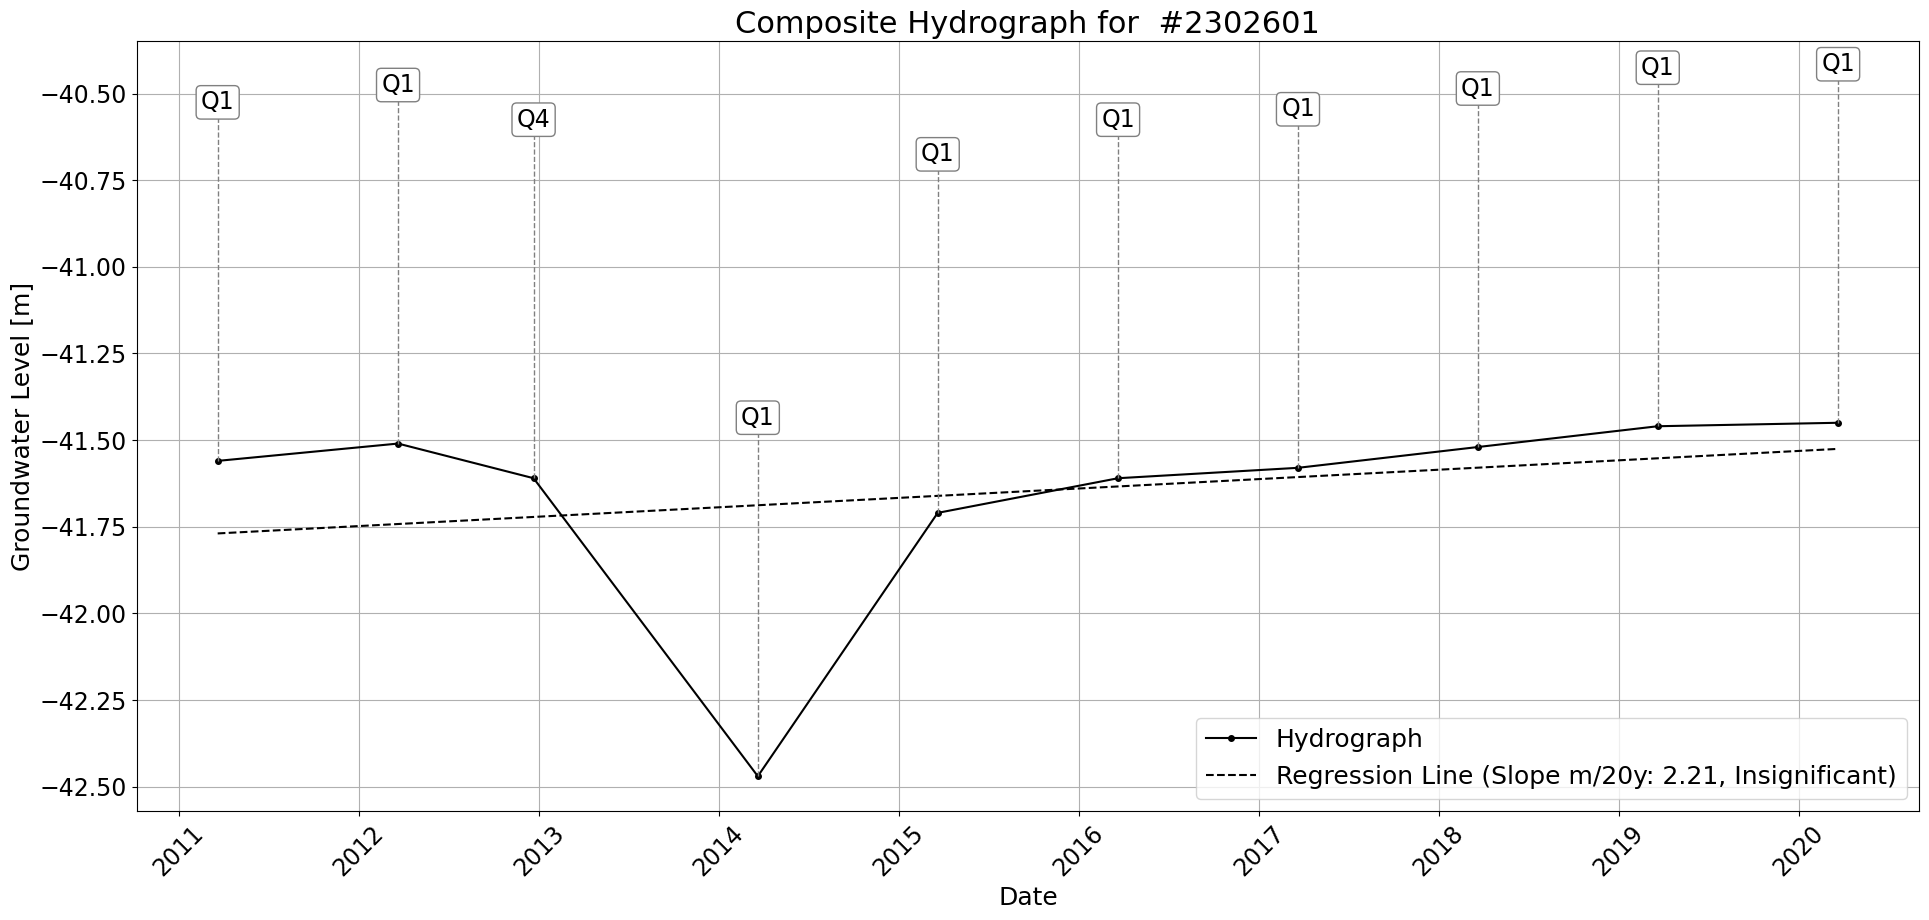 Composite Hydrograph for  #2302601
Q1
Q1
Q4
Q1
Q1
Q1
Q1
Q1
Q1
Q1
−40.50
−40.75
−41.00
−41.25
−41.50
−41.75
−42.00
−42.25
−42.50
Groundwater Level [m]
Hydrograph
Regression Line (Slope m/20y: 2.21, Insignificant)
2011
2012
2013
2014
2015
2016
2017
2018
2019
2020
Date